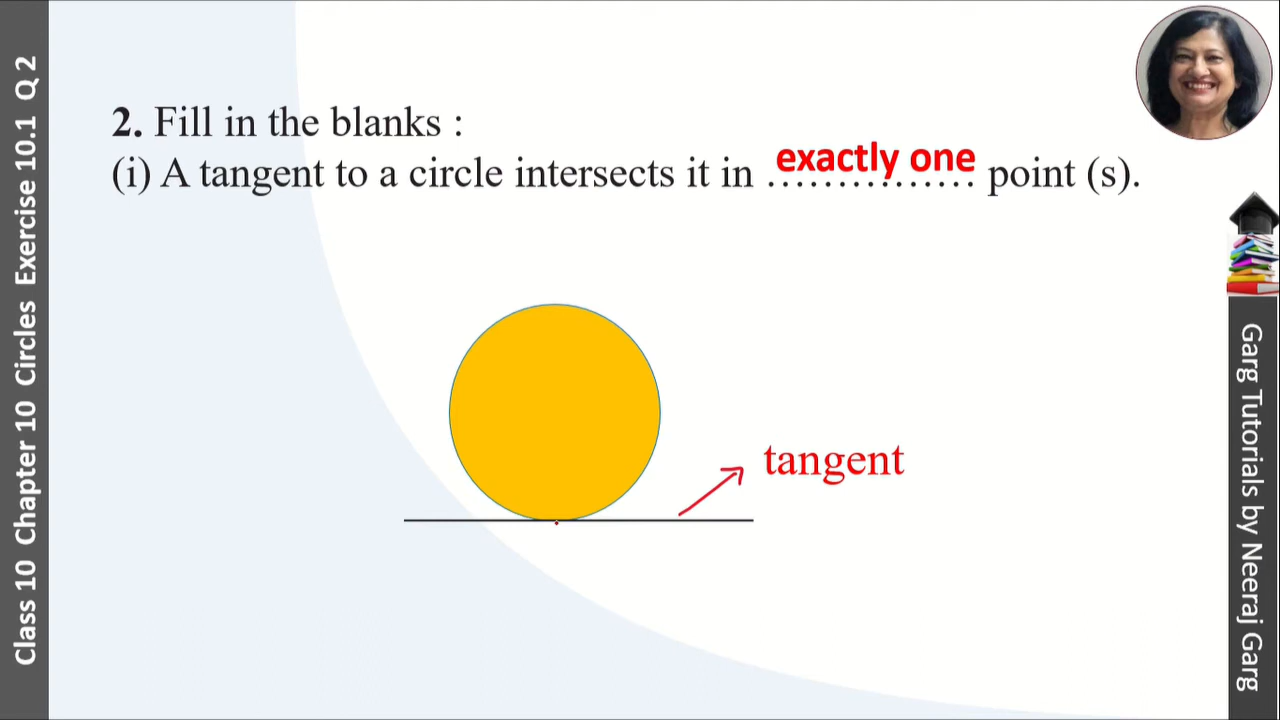 Class 10 Chapter 10 Circles Exercise 10.1 Q 2
2. Fill in the blanks :
(i) A tangent to a circle intersects it in exactly one ............... point (s).
tangent
Garg Tutorials by Neeraj Garg